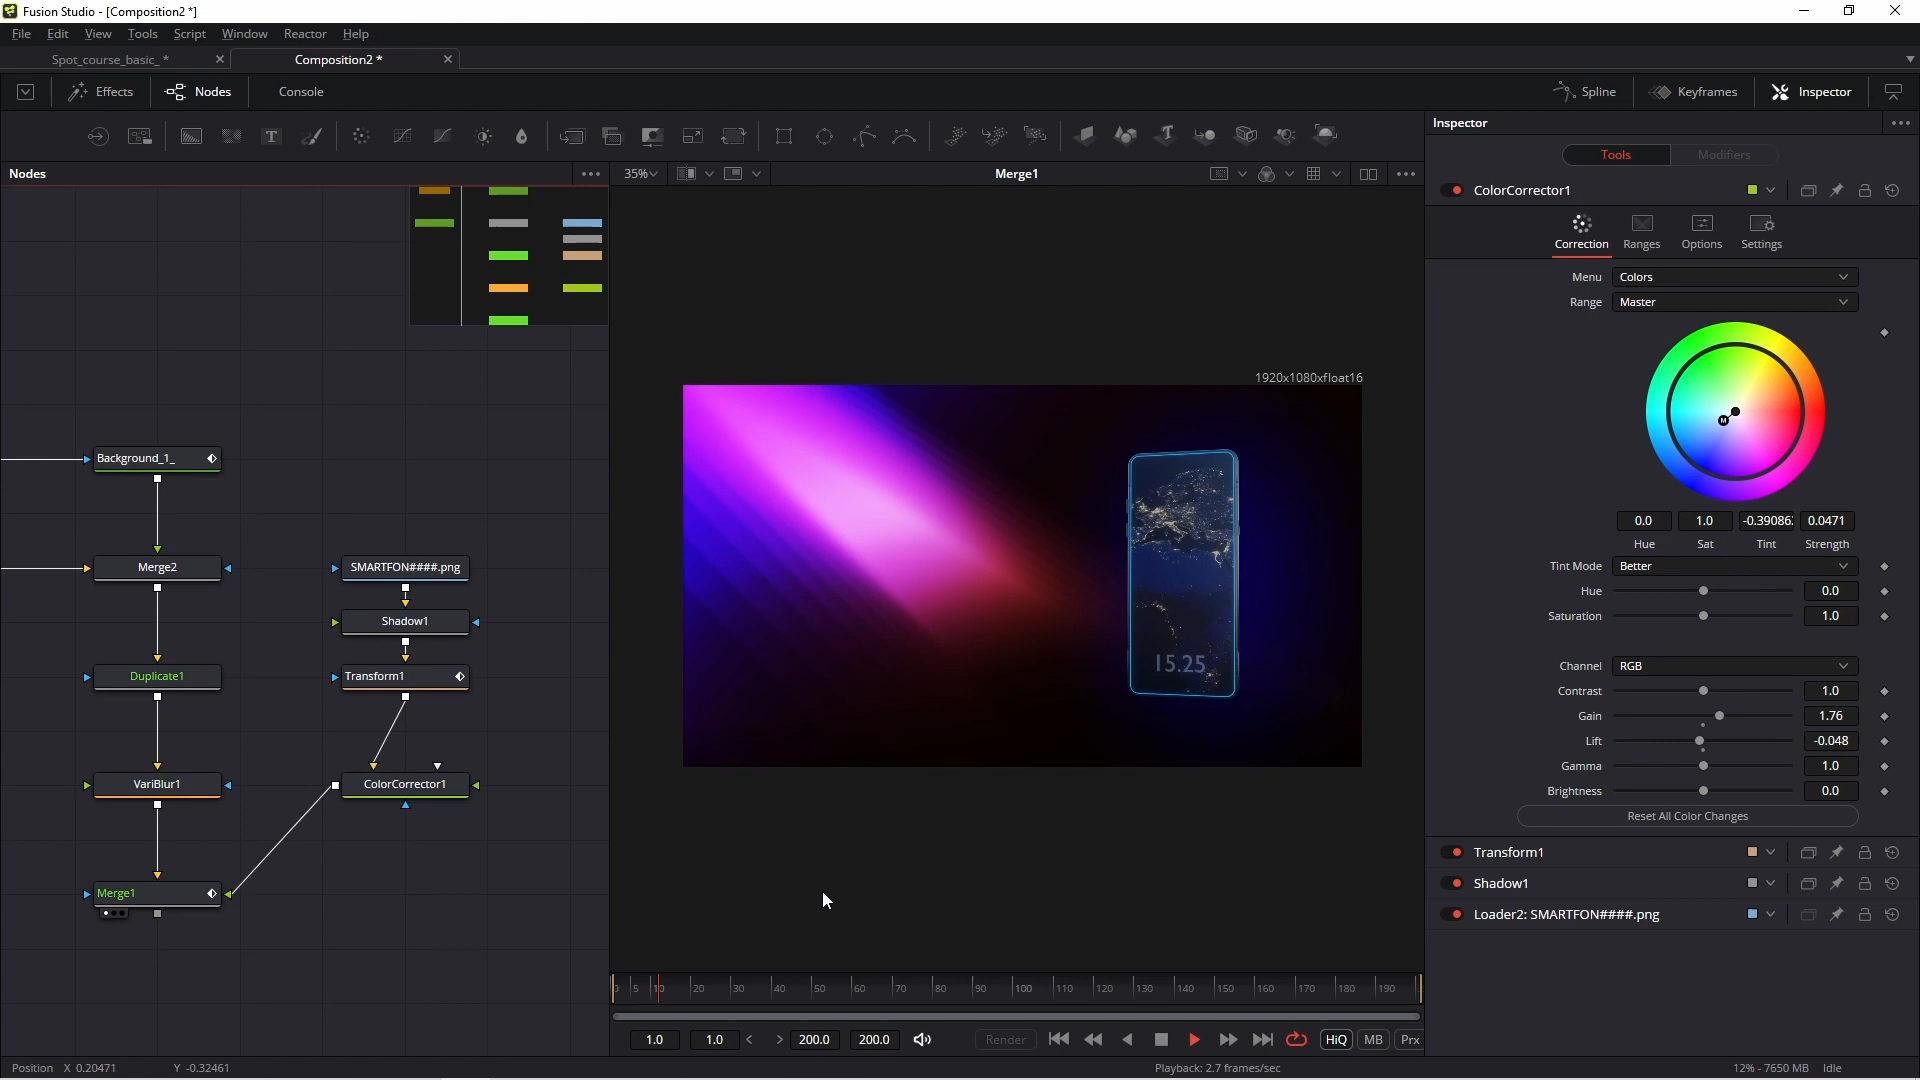 Fusion Studio - [Composition2 *]
File Edit View Tools Script Window Reactor Help
Spot_course_basic_ * Composition2 *
Effects Nodes Console Spline Keyframes Inspector
Inspector
Tools Modifiers
Nodes 35% Merge1
ColorCorrector1
Correction Ranges Options Settings
Menu Colors
Range Master
1920x1080xfloat16
M
0.0 1.0 -0.39086 0.0471
Hue Sat Tint Strength
Tint Mode Better
Hue 0.0
Saturation 1.0
Channel RGB
Contrast 1.0
Gain 1.76
Lift -0.048
Gamma 1.0
Brightness 0.0
Reset All Color Changes
Transform1
Shadow1
Loader2: SMARTFON####.png
Background_1_
Merge2 SMARTFON####.png
Shadow1
Duplicate1 Transform1
VariBlur1 ColorCorrector1
Merge1
15.25
0 5 10 20 30 40 50 60 70 80 90 100 110 120 130 140 150 160 170 180 190
1.0 1.0 < > 200.0 200.0 Render HiQ MB Prx
Position X 0.20471 Y -0.32461 Playback: 2.7 frames/sec 12% - 7650 MB Idle